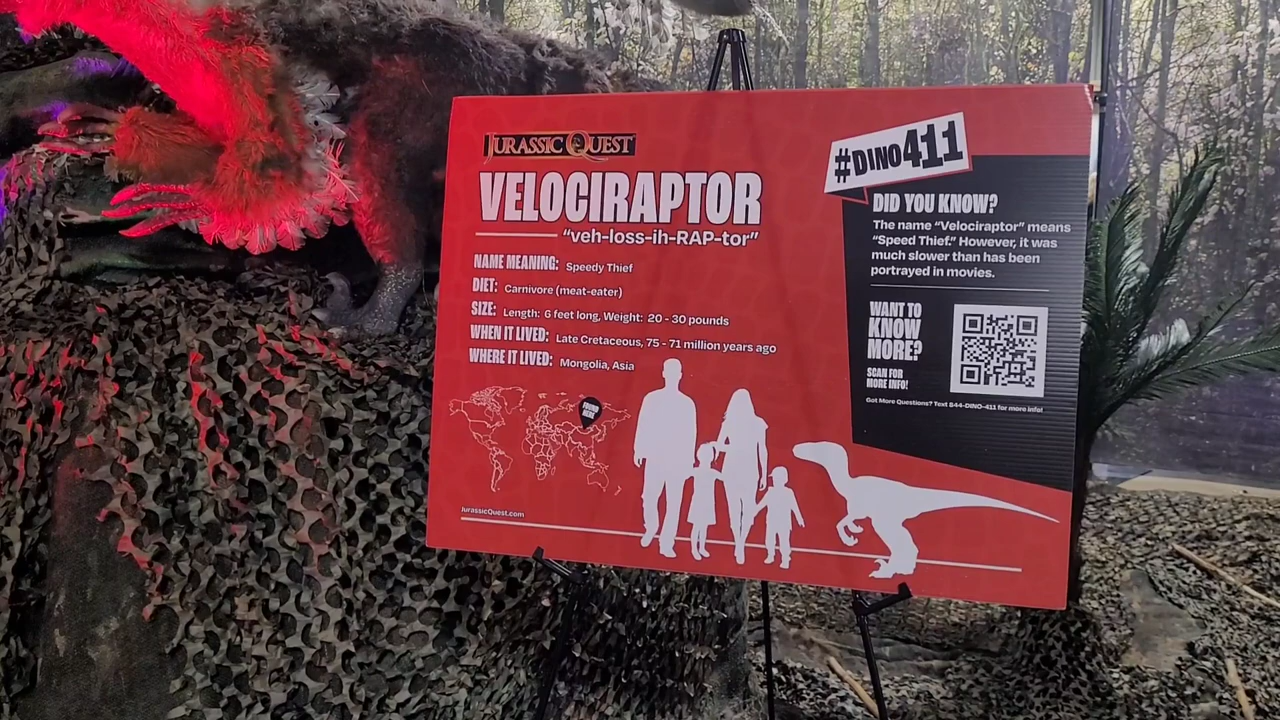 JURASSIC QUEST
VELOCIRAPTOR
“veh-loss-ih-RAP-tor”
NAME MEANING: Speedy Thief
DIET: Carnivore (meat-eater)
SIZE: Length: 6 feet long, Weight: 20 - 30 pounds
WHEN IT LIVED: Late Cretaceous, 75 - 71 million years ago
WHERE IT LIVED: Mongolia, Asia
FOUND
HERE
JurassicQuest.com
#DINO411
DID YOU KNOW?
The name “Velociraptor” means
“Speed Thief.” However, it was
much slower than has been
portrayed in movies.
WANT TO
KNOW
MORE?
SCAN FOR
MORE INFO!
Got More Questions? Text 844-DINO-411 for more info!